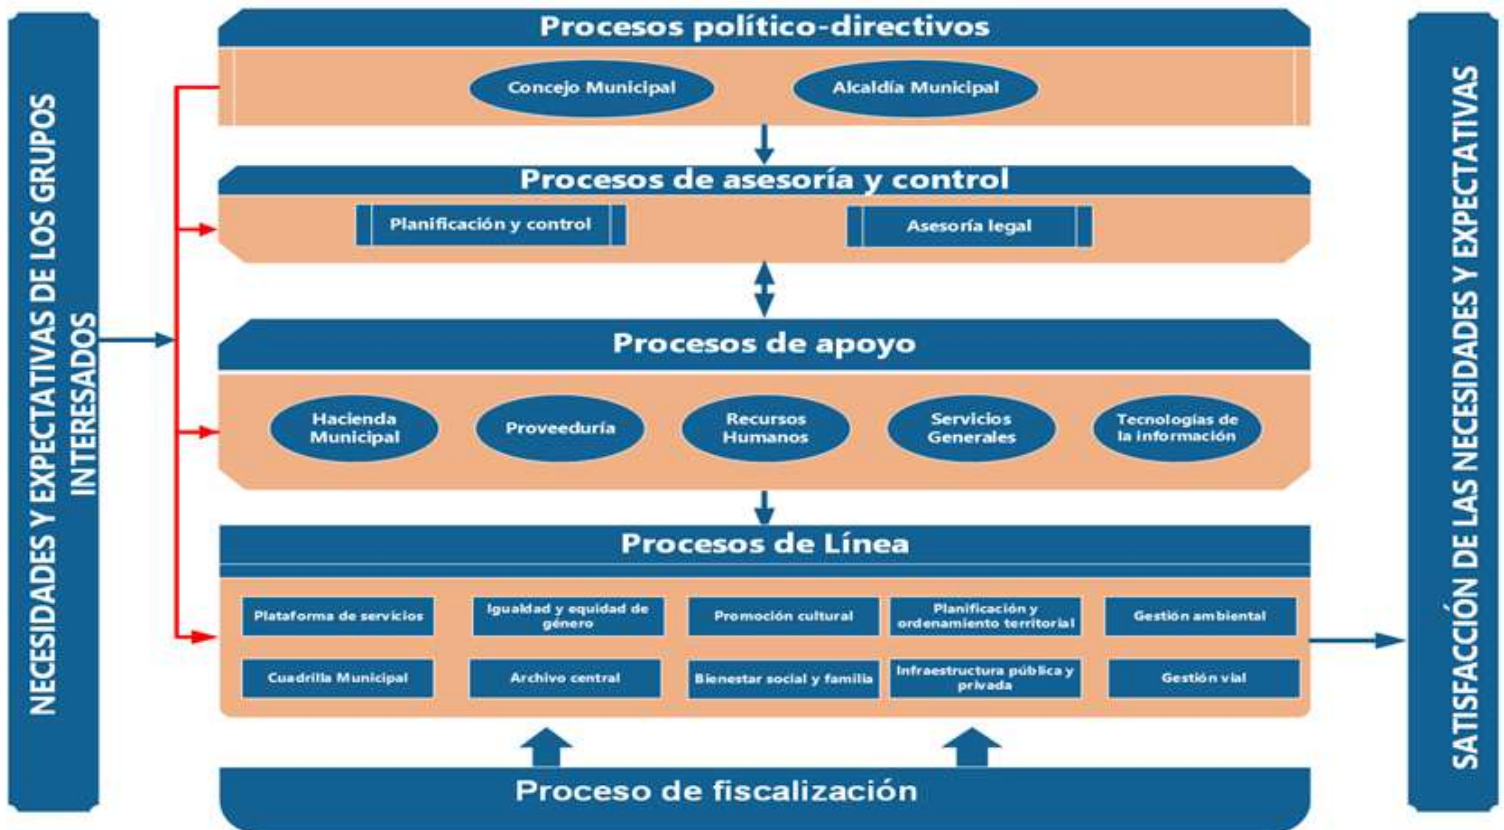 NECESIDADES Y EXPECTATIVAS DE LOS GRUPOS
INTERESADOS
Procesos político-directivos
Concejo Municipal
Alcaldía Municipal
Procesos de asesoría y control
Planificación y control
Asesoría legal
Procesos de apoyo
Hacienda
Municipal
Proveeduría
Recursos
Humanos
Servicios
Generales
Tecnologías de
la información
Procesos de Línea
Plataforma de servicios
Igualdad y equidad de
género
Promoción cultural
Planificación y
ordenamiento territorial
Gestión ambiental
Cuadrilla Municipal
Archivo central
Bienestar social y familia
Infraestructura pública y
privada
Gestión vial
Proceso de fiscalización
SATISFACCIÓN DE LAS NECESIDADES Y EXPECTATIVAS